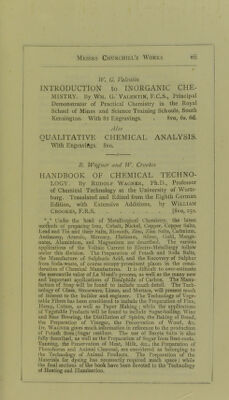 MESSRS CHURCHILL'S WORKS
W. G. Valentin
INTRODUCTION to INORGANIC CHE-
MISTRY. By WM. G. VALENTIN, F.C.S., Principal
Demonstrator of Practical Chemistry in the Royal
School of Mines and Science Training Schools, South
Kensington. With 82 Engravings. 8vo, 6s. 6d.
Also
QUALITATIVE CHEMICAL ANALYSIS.
With Engravings. 8vo.
R. Wagner and W. Crookes
HANDBOOK OF CHEMICAL TECHNO-
LOGY. By RUDOLF WAGNER, Ph.D., Professor
of Chemical Technology at the University of Wurtz-
burg. Translated and Edited from the Eighth German
Edition, with Extensive Additions, by WILLIAM
CROOKES, F.R.S. [8vo, 25s.
Under the head of Metallurgical Chemistry, the latest
methods of preparing Iron, Cobalt, Nickel, Copper, Copper Salts,
Lead and Tin and their Salts, Bismuth, Zinc, Zinc Salts, Cadmium,
Antimony, Arsenic, Mercury, Platinum, Silver, Gold, Manga-
nates, Aluminium, and Magnesium are described. The various
applications of the Voltaic Current to Electro-Metallurgy follow
under this division. The Preparation of Potash and Soda Salts,
the Manufacture of Sulphuric Acid, and the Recovery of Sulphur
from Soda-waste, of course occupy prominent places in the consi-
deration of Chemical Manufactures. It is difficult to over-estimate
the mercantile value of Mond's process, as well as the many new
and important applications of Bisulphide of Carbon. The manu-
facture of Soap will be found to include much detail. The Tech-
nology of Glass, Stoneware, Limes, and Mortars, will present much
of interest to the builder and engineer. The Technology of Vege-
table Fibres has been considered to include the Preparation of Flax,
Hemp, Cotton, as well as Paper Making; while the applications
of Vegetable Products will be found to include Sugar-boiling, Wine
and Beer Brewing, the Distillation of Spirits, the Baking of Bread,
the Preparation of Vinegar, the Preservation of Wood, &c.
Dr. WAGNER gives much information in reference to the production
of Potash from Sugar residues. The use of Baryta Salts is also
fully described, as well as the Preparation of Sugar from Beet-roots.
Tanning, the Preservation of Meat, Milk, &c., the Preparation of
Phosphorus and Animal Charcoal, are considered as belonging to
the Technology of Animal Products. The Preparation of the
Materials for dyeing has necessarily required much space; while
the final sections of the book have been devoted to the Technology
of Heating and Illumination.